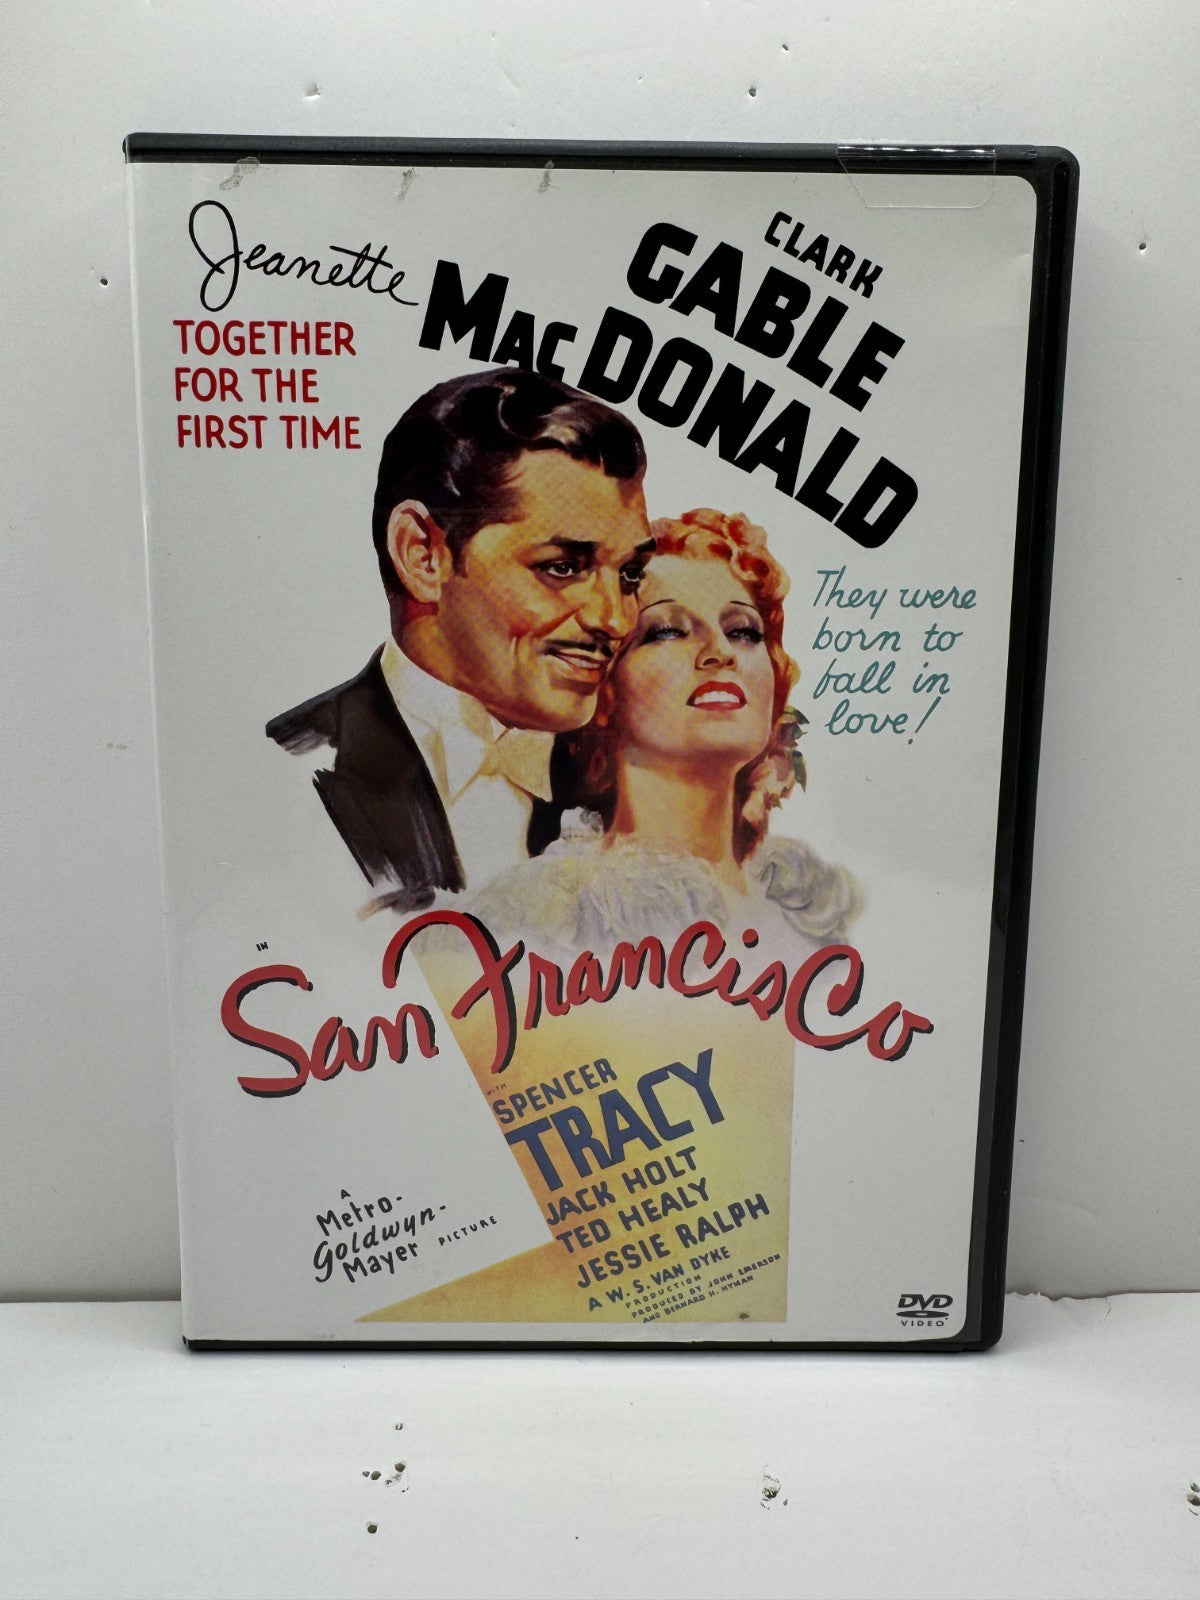 CLARK
GABLE
Jeanette
MacDONALD
TOGETHER
FOR THE
FIRST TIME
They were
born to
fall in
love!
IN
San Francisco
WITH
SPENCER
TRACY
JACK HOLT
TED HEALY
JESSIE RALPH
A W. S. VAN DYKE
PRODUCTION
PRODUCED BY JOHN EMERSON
AND BERNARD H. HYMAN
A
Metro-
Goldwyn-
Mayer PICTURE
DVD
VIDEO